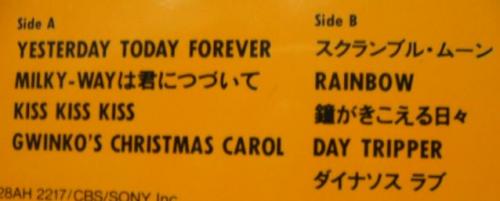 Side A
YESTERDAY TODAY FOREVER
MILKY-WAYは君につづいて
KISS KISS KISS
GWINKO'S CHRISTMAS CAROL
Side B
スクランブル・ムーン
RAINBOW
鐘がきこえる日々
DAY TRIPPER
ダイナソス ラブ
28AH 2217/CBS/SONY Inc.